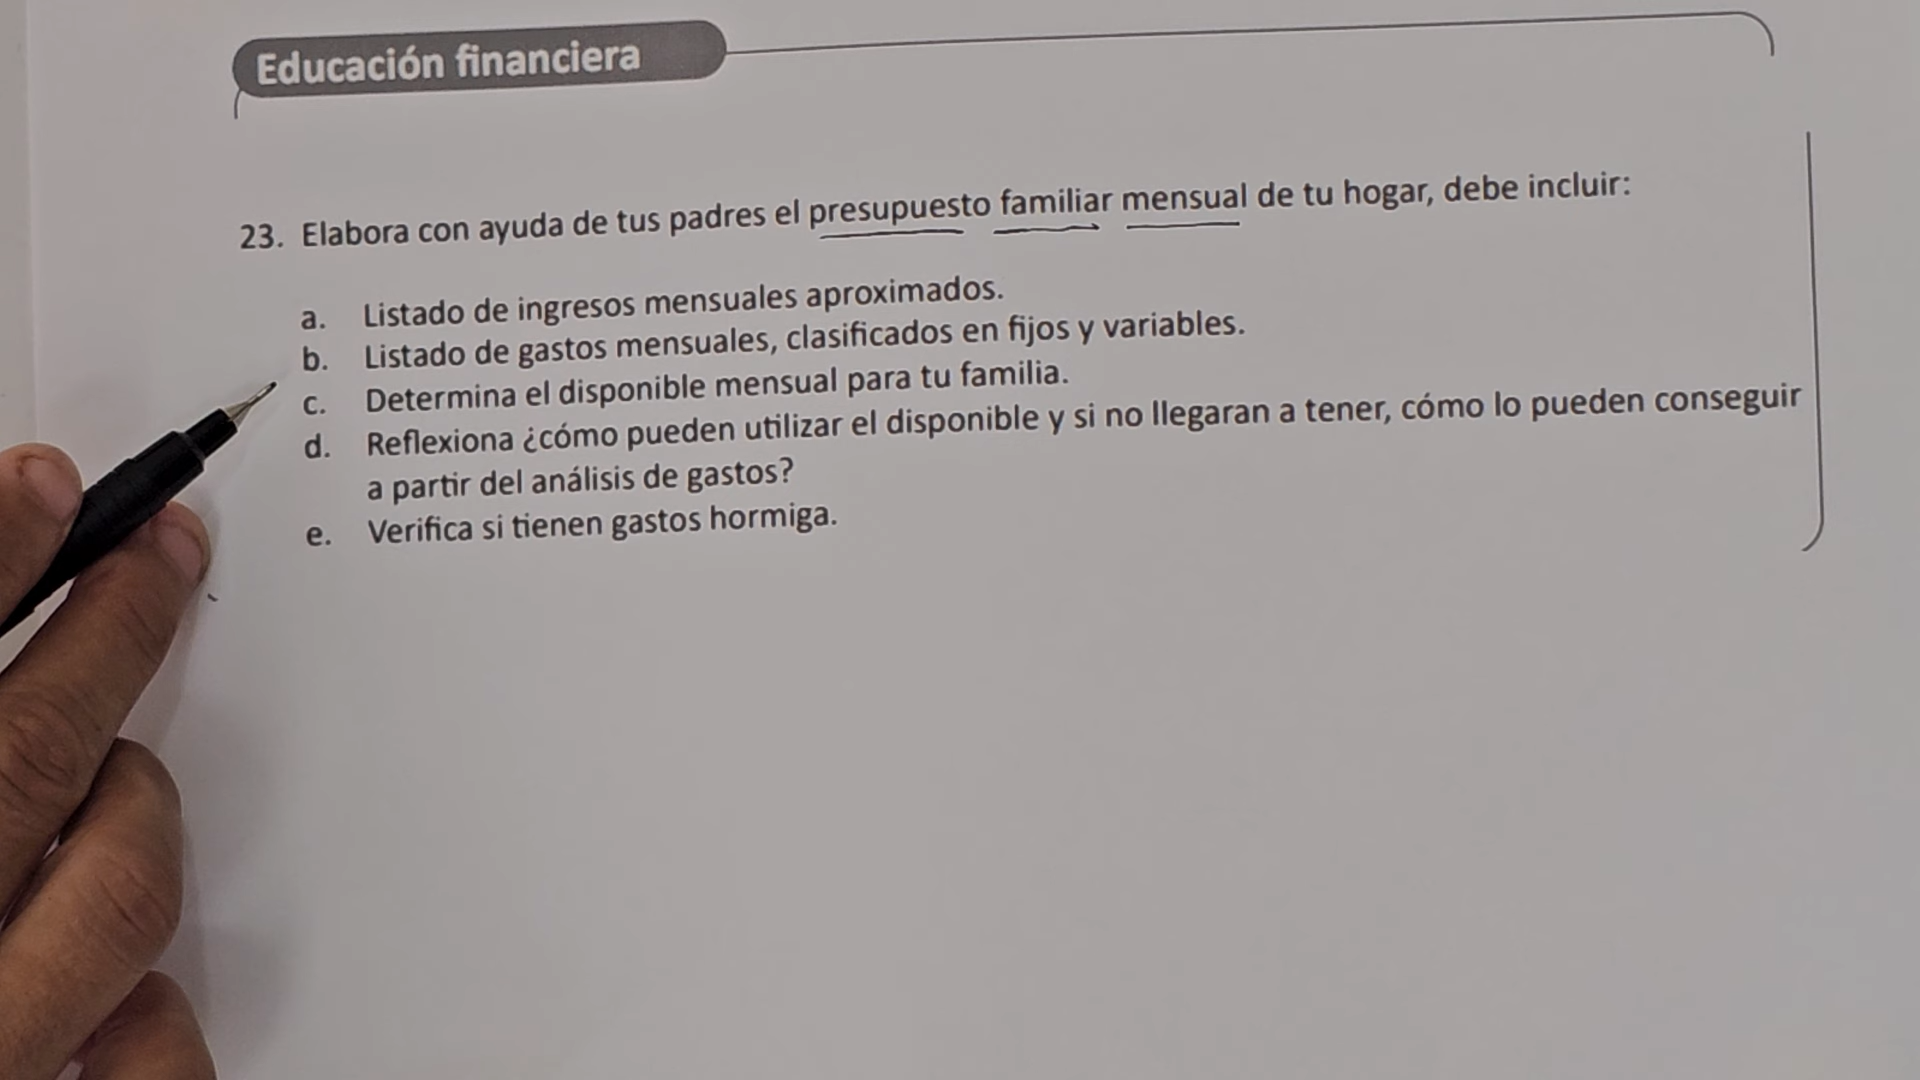 Educación financiera
23. Elabora con ayuda de tus padres el presupuesto familiar mensual de tu hogar, debe incluir:
a. Listado de ingresos mensuales aproximados.
b. Listado de gastos mensuales, clasificados en fijos y variables.
c. Determina el disponible mensual para tu familia.
d. Reflexiona ¿cómo pueden utilizar el disponible y si no llegaran a tener, cómo lo pueden conseguir
a partir del análisis de gastos?
e. Verifica si tienen gastos hormiga.